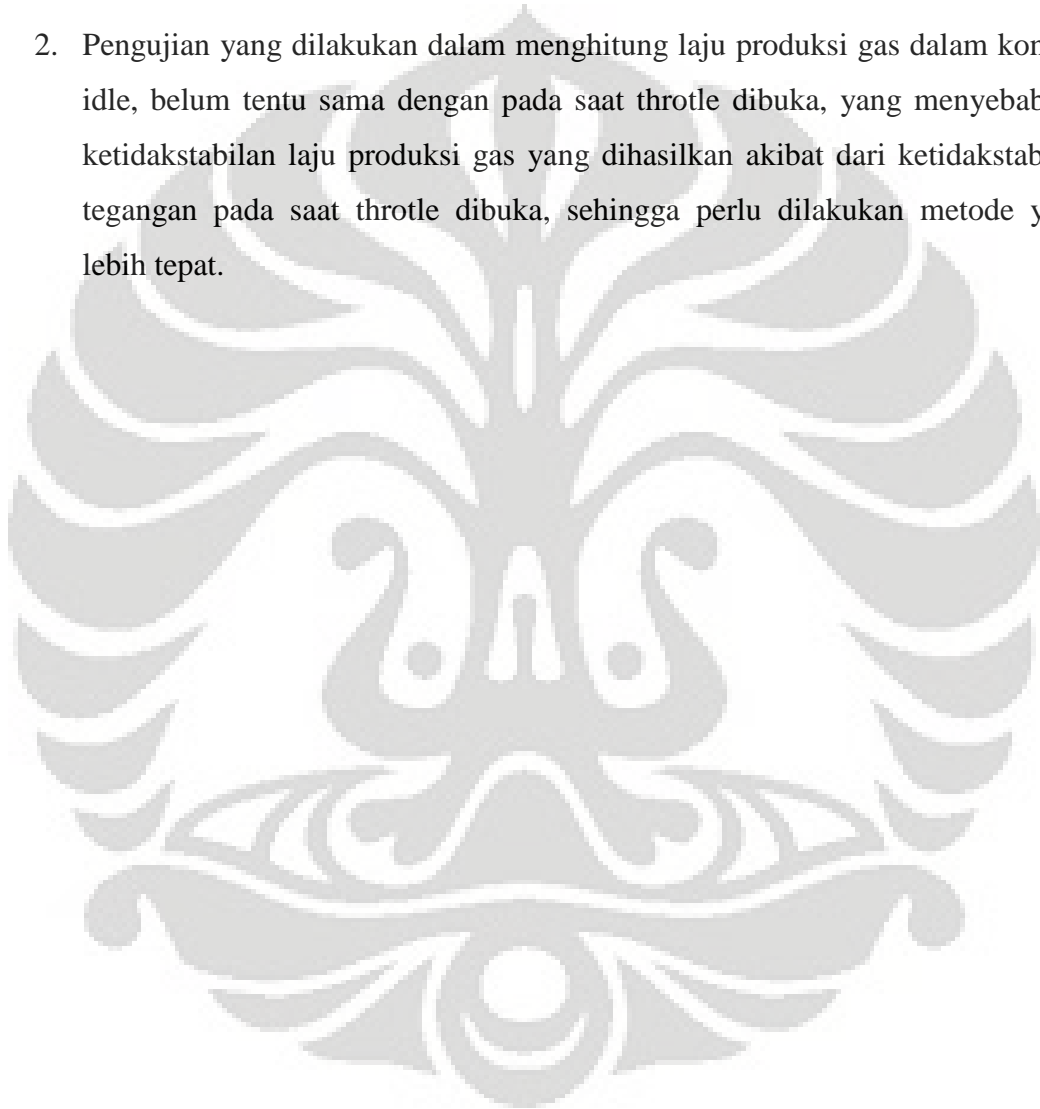 2. Pengujian yang dilakukan dalam menghitung laju produksi gas dalam kon
idle, belum tentu sama dengan pada saat throtle dibuka, yang menyebab
ketidakstabilan laju produksi gas yang dihasilkan akibat dari ketidakstab
tegangan pada saat throtle dibuka, sehingga perlu dilakukan metode y
lebih tepat.